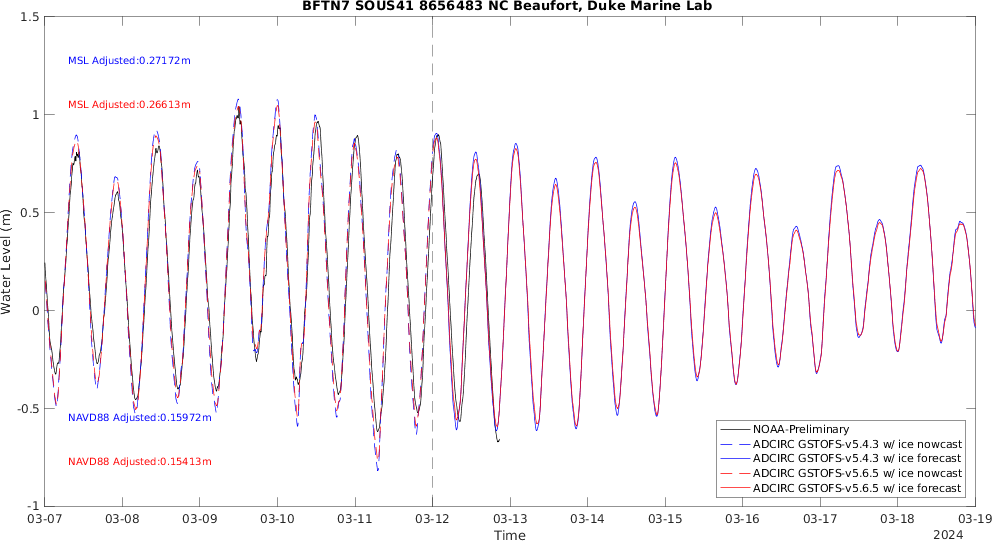 BFTN7 SOUS41 8656483 NC Beaufort, Duke Marine Lab
1.5
1
0.5
0
-0.5
-1
Water Level (m)
MSL Adjusted:0.27172m
MSL Adjusted:0.26613m
NAVD88 Adjusted:0.15972m
NAVD88 Adjusted:0.15413m
NOAA-Preliminary
ADCIRC GSTOFS-v5.4.3 w/ ice nowcast
ADCIRC GSTOFS-v5.4.3 w/ ice forecast
ADCIRC GSTOFS-v5.6.5 w/ ice nowcast
ADCIRC GSTOFS-v5.6.5 w/ ice forecast
03-07 03-08 03-09 03-10 03-11 03-12 03-13 03-14 03-15 03-16 03-17 03-18 03-19
Time
2024